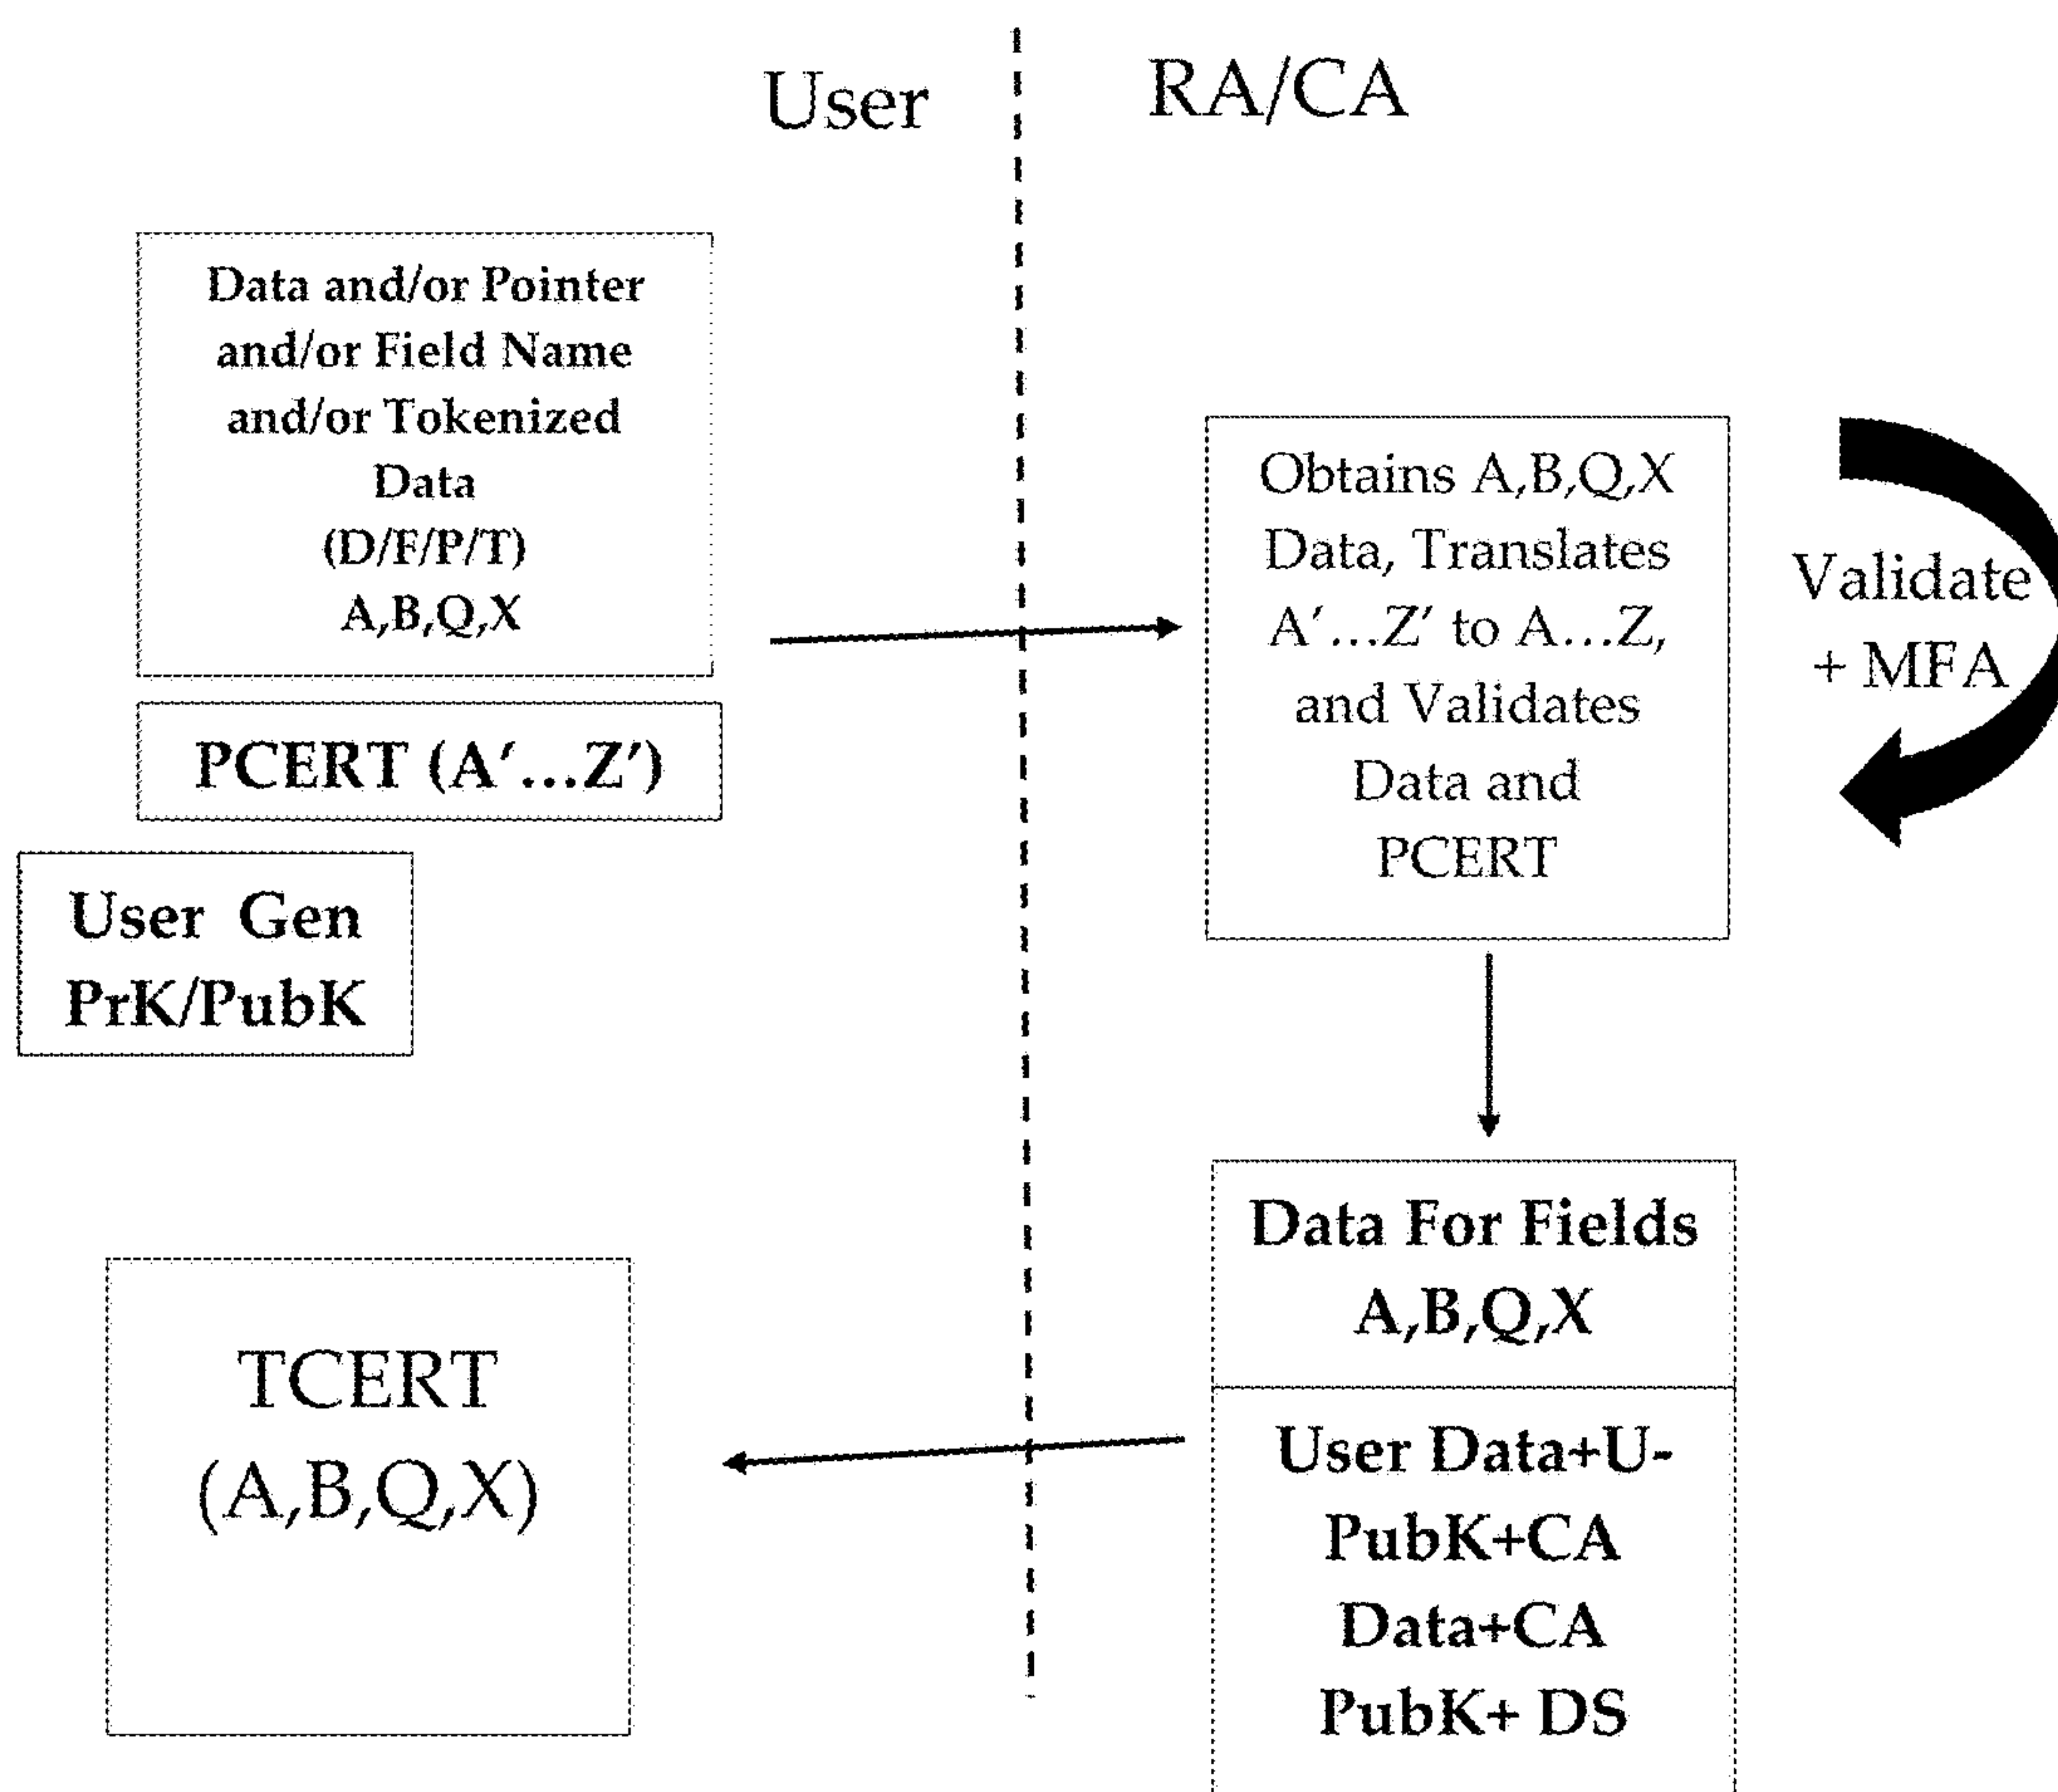 User
RA/CA
Data and/or Pointer
and/or Field Name
and/or Tokenized
Data
(D/F/P/T)
A,B,Q,X
PCERT (A′...Z′)
User Gen
PrK/PubK
Obtains A,B,Q,X
Data, Translates
A′...Z′ to A...Z,
and Validates
Data and
PCERT
Validate
+ MFA
Data For Fields
A,B,Q,X
User Data+U-
PubK+CA
Data+CA
PubK+ DS
TCERT
(A,B,Q,X)